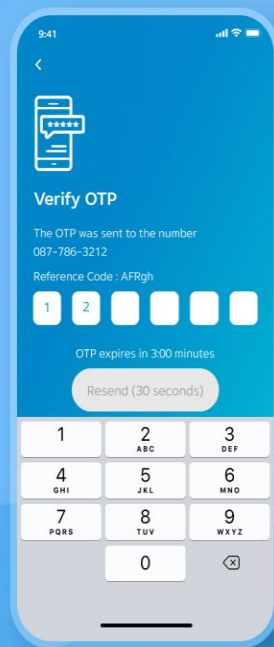 9:41
*****
Verify OTP
The OTP was sent to the number
087-786-3212
Reference Code : AFRgh
1 2
OTP expires in 3:00 minutes
Resend (30 seconds)
1 2 3
ABC DEF
4 5 6
GHI JKL MNO
7 8 9
PQRS TUV WXYZ
0